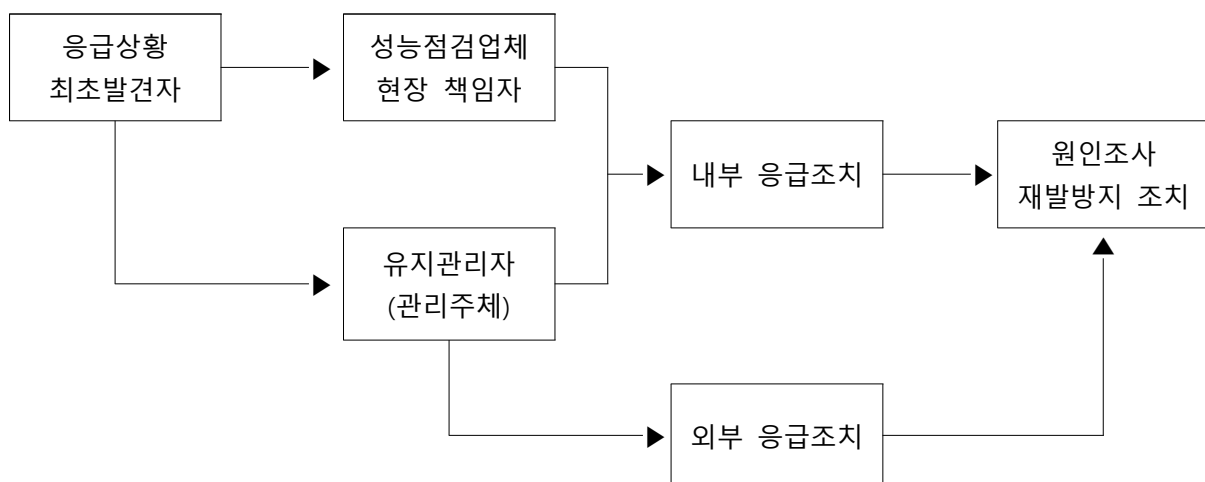 응급상황
최초발견자
성능점검업체
현장 책임자
내부 응급조치
원인조사
재발방지 조치
유지관리자
(관리주체)
외부 응급조치